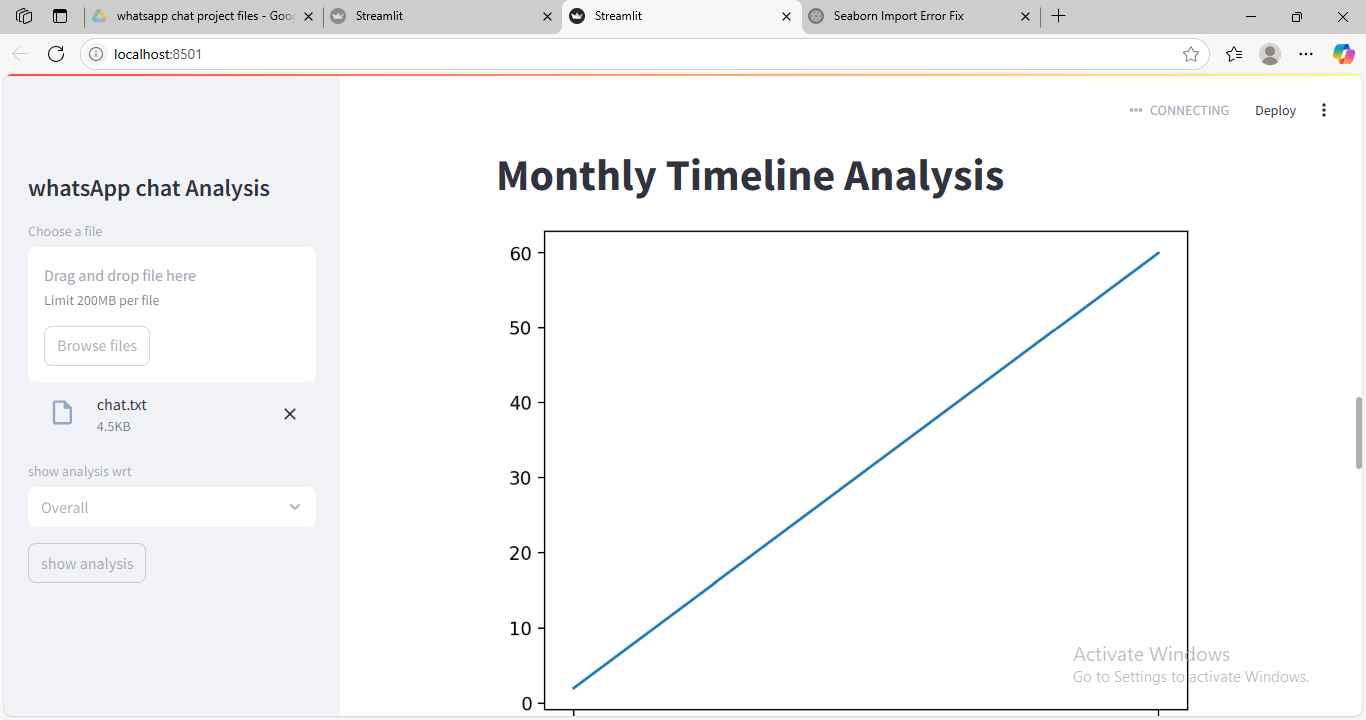 whatsapp chat project files - Goo
Streamlit
Streamlit
Seaborn Import Error Fix
localhost:8501
CONNECTING
Deploy
whatsApp chat Analysis
Choose a file
Drag and drop file here
Limit 200MB per file
Browse files
chat.txt
4.5KB
show analysis wrt
Overall
show analysis
Monthly Timeline Analysis
60
50
40
30
20
10
0
Activate Windows
Go to Settings to activate Windows.